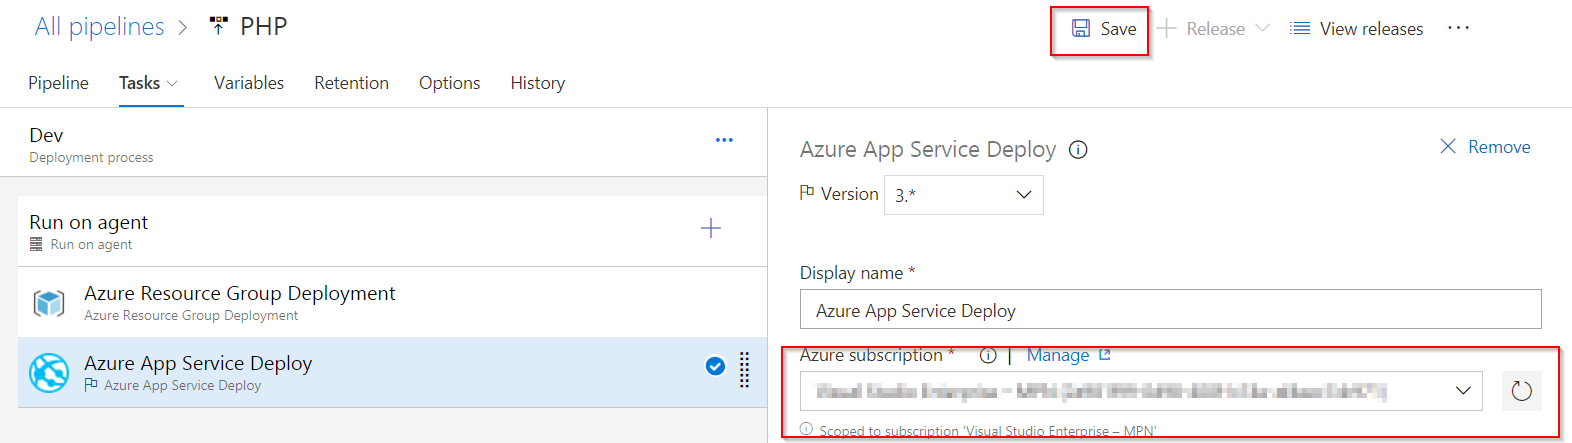 All pipelines > PHP
Save
Release
View releases
...
Pipeline
Tasks
Variables
Retention
Options
History
Dev
Deployment process
Run on agent
Run on agent
Azure Resource Group Deployment
Azure Resource Group Deployment
Azure App Service Deploy
Azure App Service Deploy
Azure App Service Deploy
Remove
Version 3.*
Display name *
Azure App Service Deploy
Azure subscription * | Manage
Scoped to subscription 'Visual Studio Enterprise – MPN'